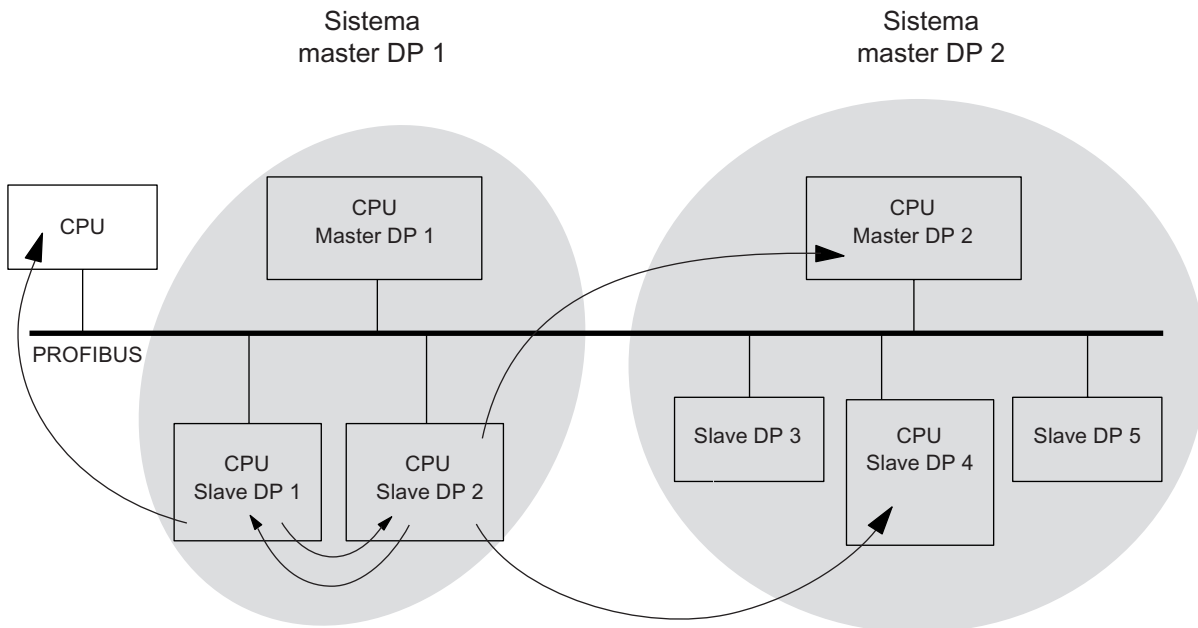 Sistema
master DP 1
Sistema
master DP 2
CPU
CPU
Master DP 1
CPU
Master DP 2
PROFIBUS
CPU
Slave DP 1
CPU
Slave DP 2
Slave DP 3
CPU
Slave DP 4
Slave DP 5